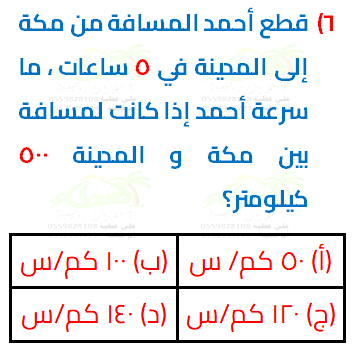 ٦) قطع أحمد المسافة من مكة
إلى المدينة في ٥ ساعات ، ما
سرعة أحمد إذا كانت لمسافة
بين مكة و المدينة ٥٠٠
كيلومتر؟
(أ) ٥٠ كم/ س
(ب) ١٠٠ كم/س
(ج) ١٢٠ كم/س
(د) ١٤٠ كم/س